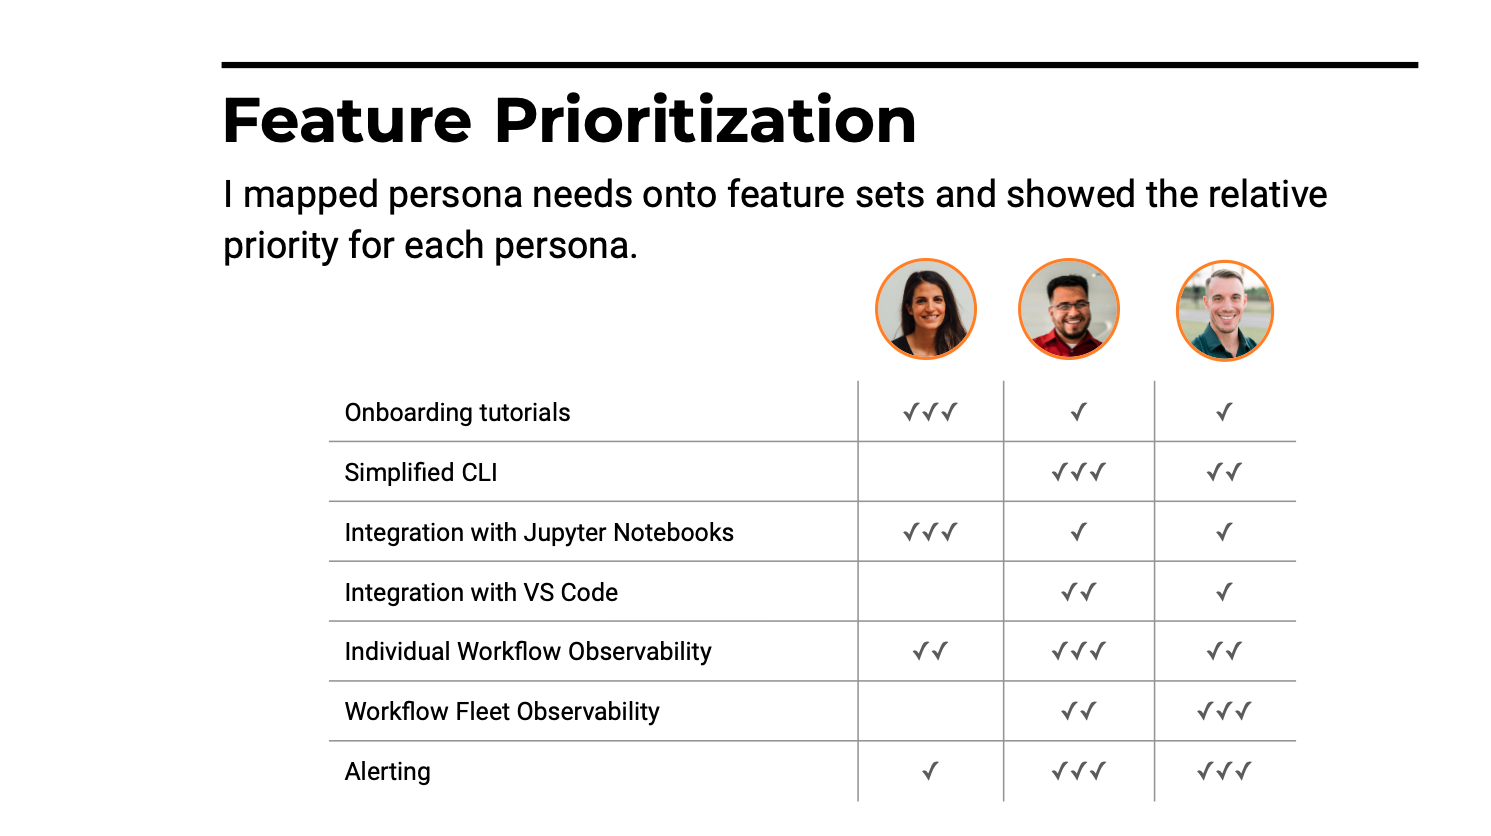 Feature Prioritization
I mapped persona needs onto feature sets and showed the relative
priority for each persona.
Onboarding tutorials ✓✓✓ ✓ ✓
Simplified CLI ✓✓✓ ✓✓
Integration with Jupyter Notebooks ✓✓✓ ✓ ✓
Integration with VS Code ✓✓ ✓
Individual Workflow Observability ✓✓ ✓✓✓ ✓✓
Workflow Fleet Observability ✓✓ ✓✓✓
Alerting ✓ ✓✓✓ ✓✓✓